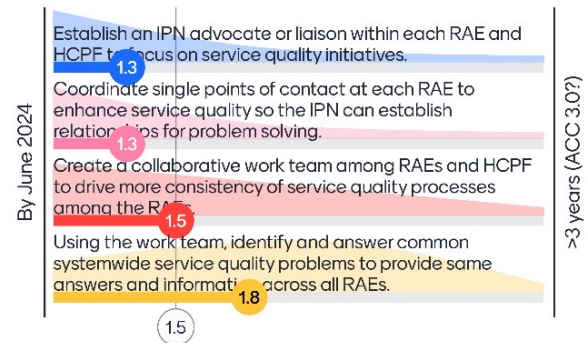 Establish an IPN advocate or liaison within each RAE and
HCPF to focus on service quality initiatives.
1.3
Coordinate single points of contact at each RAE to
enhance service quality so the IPN can establish
relationships for problem solving.
1.3
Create a collaborative work team among RAEs and HCPF
to drive more consistency of service quality processes
among the RAEs.
1.5
Using the work team, identify and answer common
systemwide service quality problems to provide same
answers and information across all RAEs.
1.8
1.5
By June 2024
>3 years (ACC 3.0?)